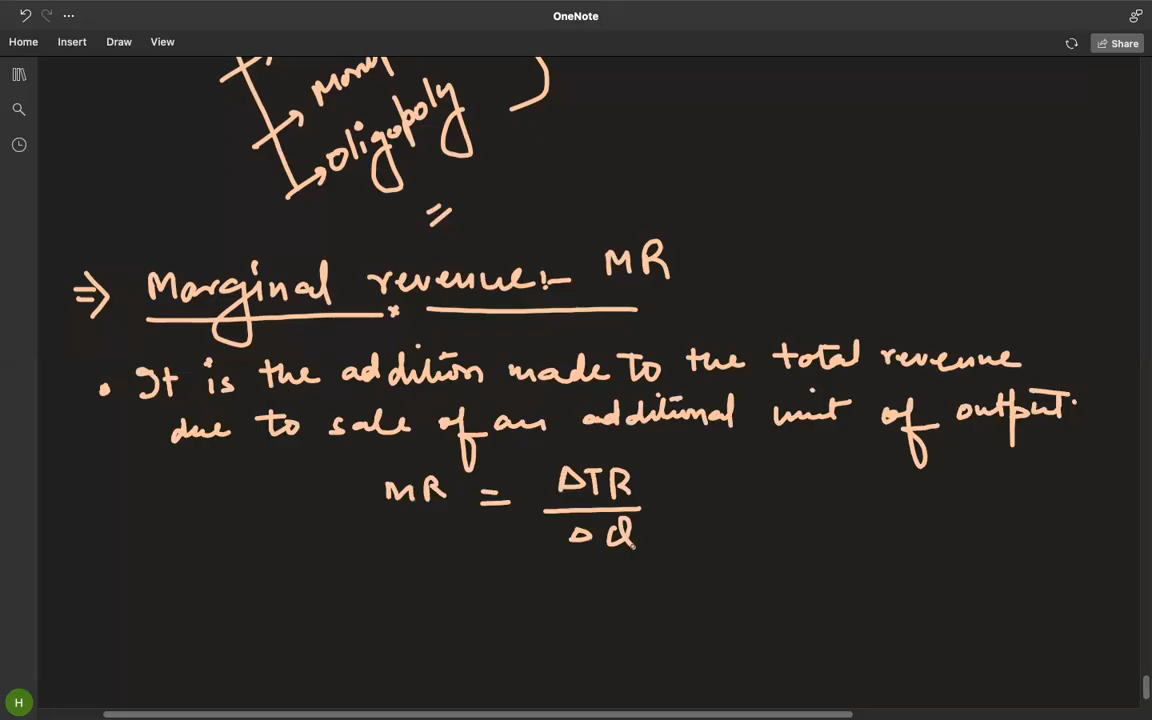 OneNote
Home Insert Draw View
Share
oligopoly
⇒ Marginal revenue:- MR
• It is the addition made to the total revenue
due to sale of an additional unit of output.
MR = ΔTR
ΔQ
H